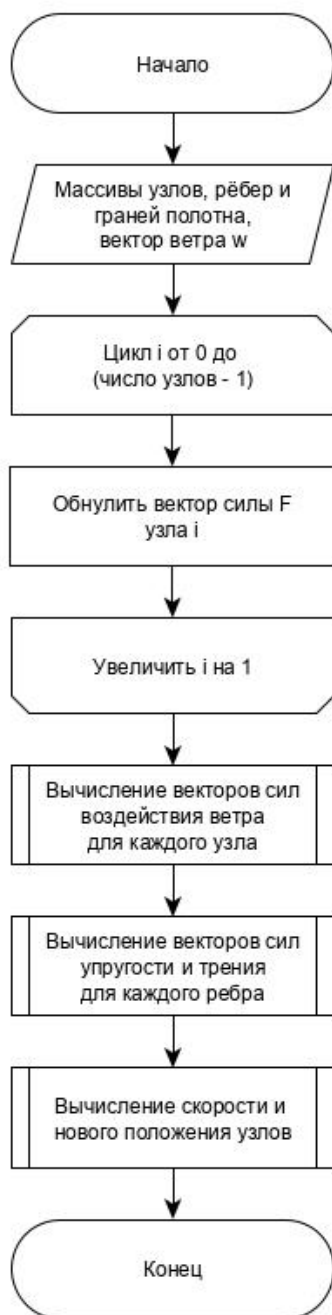 Начало
Массивы узлов, рёбер и
граней полотна,
вектор ветра w
Цикл i от 0 до
(число узлов - 1)
Обнулить вектор силы F
узла i
Увеличить i на 1
Вычисление векторов сил
воздействия ветра
для каждого узла
Вычисление векторов сил
упругости и трения
для каждого ребра
Вычисление скорости и
нового положения узлов
Конец